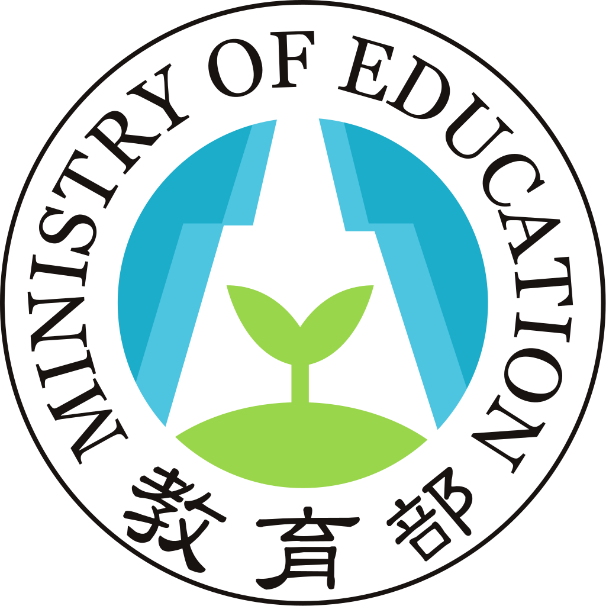 MINISTRY OF EDUCATION
教育部